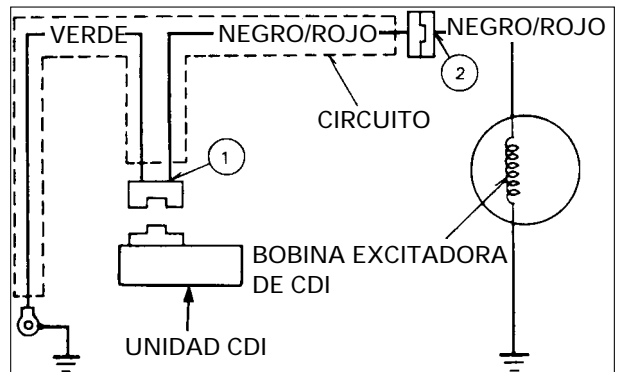 VERDE
NEGRO/ROJO
NEGRO/ROJO
2
CIRCUITO
1
BOBINA EXCITADORA
DE CDI
UNIDAD CDI